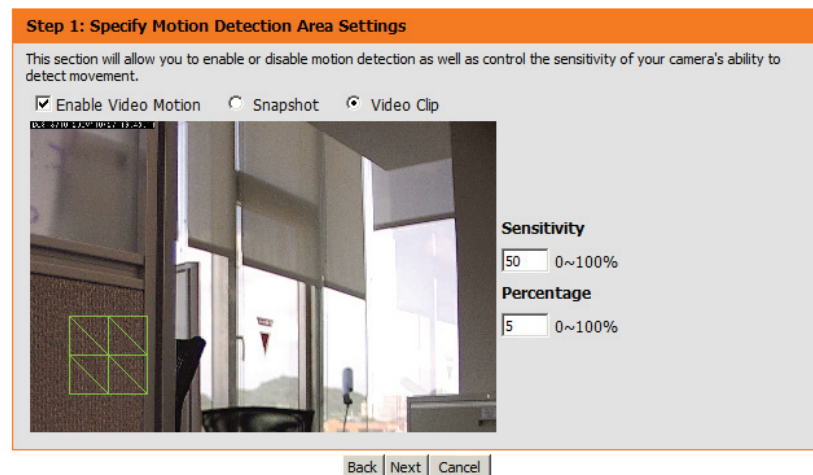 Step 1: Specify Motion Detection Area Settings
This section will allow you to enable or disable motion detection as well as control the sensitivity of your camera's ability to
detect movement.
Enable Video Motion Snapshot Video Clip
Sensitivity
50 0~100%
Percentage
5 0~100%
Back Next Cancel